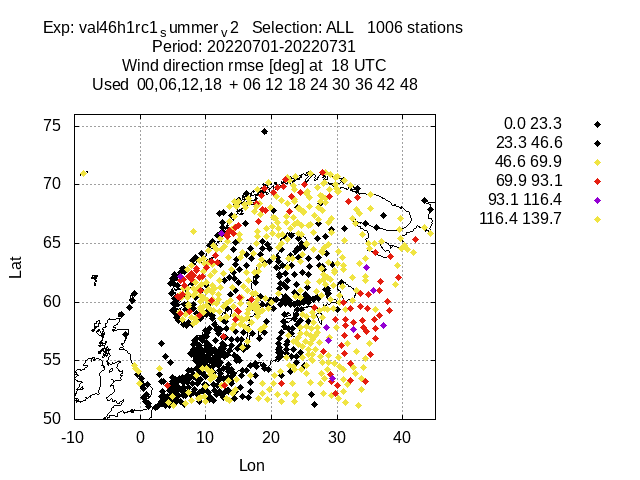 Exp: val46h1rc1summerv2 Selection: ALL 1006 stations
Period: 20220701-20220731
Wind direction rmse [deg] at 18 UTC
Used 00,06,12,18 + 06 12 18 24 30 36 42 48
0.0 23.3
23.3 46.6
46.6 69.9
69.9 93.1
93.1 116.4
116.4 139.7
75
70
65
60
55
50
Lat
-10 0 10 20 30 40
Lon